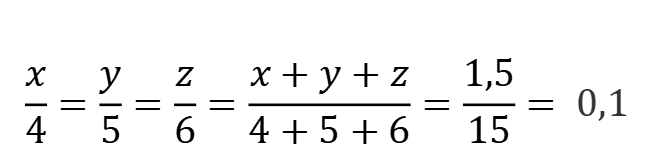 x/4 = y/5 = z/6 = (x + y + z)/(4 + 5 + 6) = 1,5/15 = 0,1